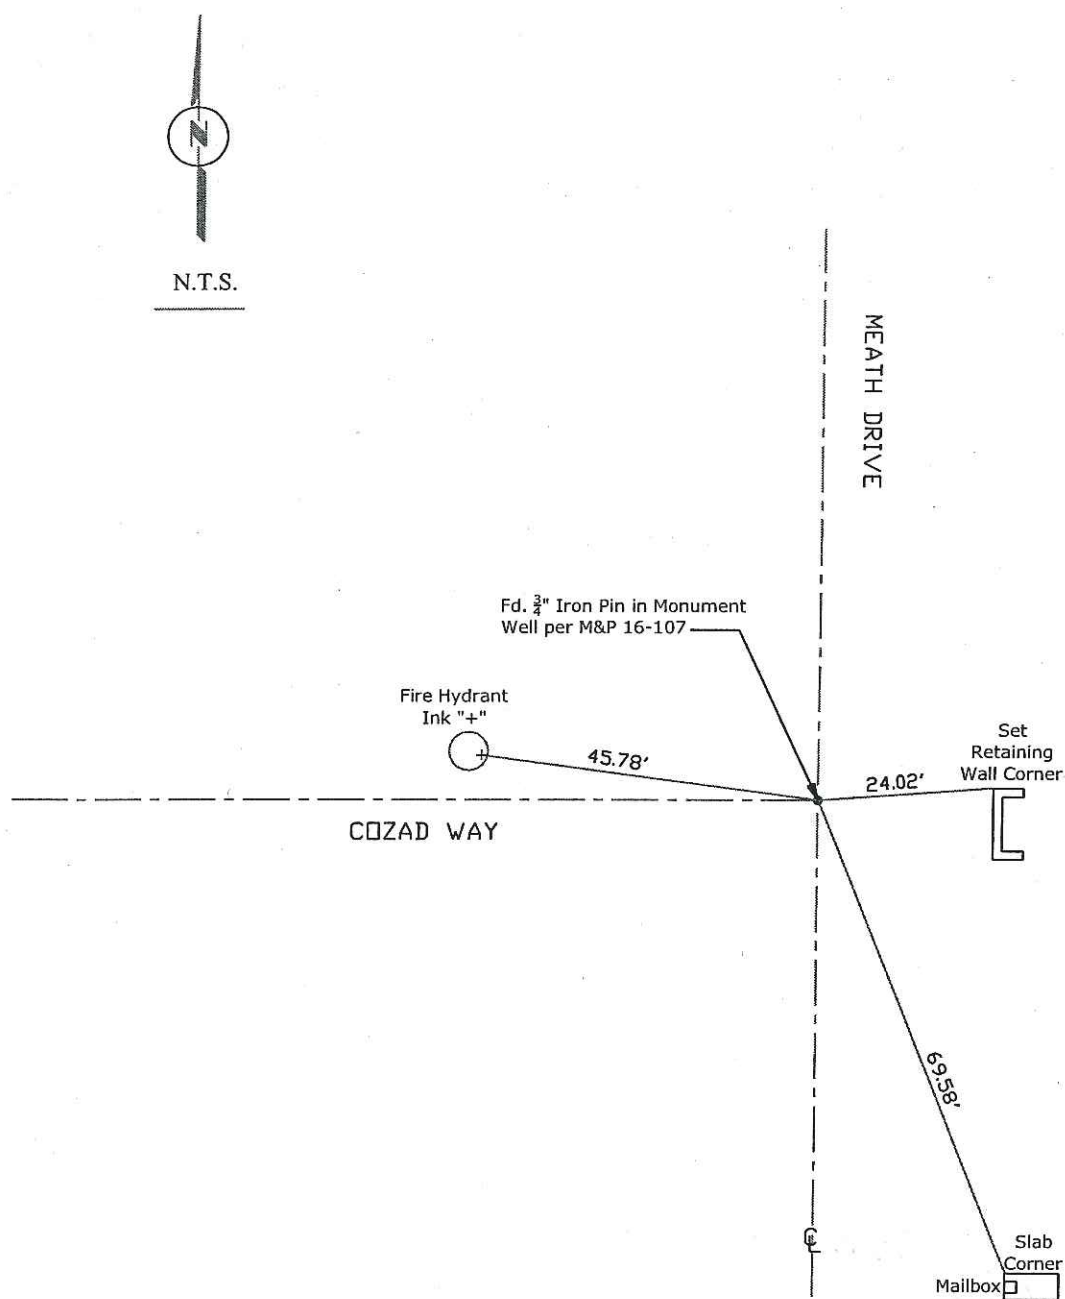 N
N.T.S.
MEATH DRIVE
Fd. 3/4" Iron Pin in Monument
Well per M&P 16-107
Fire Hydrant
Ink "+"
45.78'
Set
Retaining
Wall Corner
24.02'
COZAD WAY
69.58'
℄
Slab
Corner
Mailbox